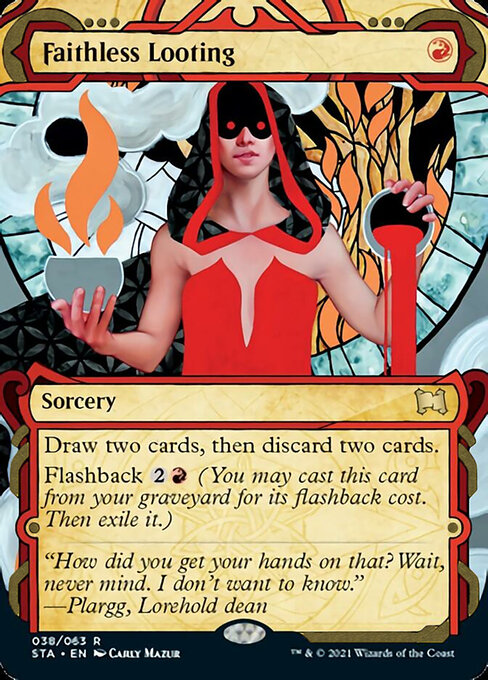 Faithless Looting
Sorcery
Draw two cards, then discard two cards.
Flashback 2 (You may cast this card
from your graveyard for its flashback cost.
Then exile it.)
“How did you get your hands on that? Wait,
never mind. I don’t want to know.”
—Plargg, Lorehold dean
038/063 R
STA • EN Cajly Mazur
™ & © 2021 Wizards of the Coast